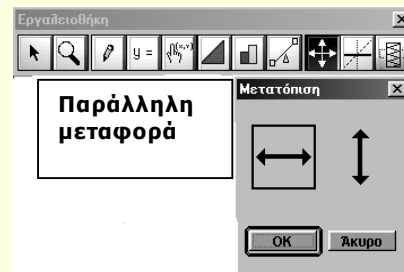 Εργαλειοθήκη
y =
(x,y)
Παράλληλη
μεταφορά
Μετατόπιση
OK
Άκυρο